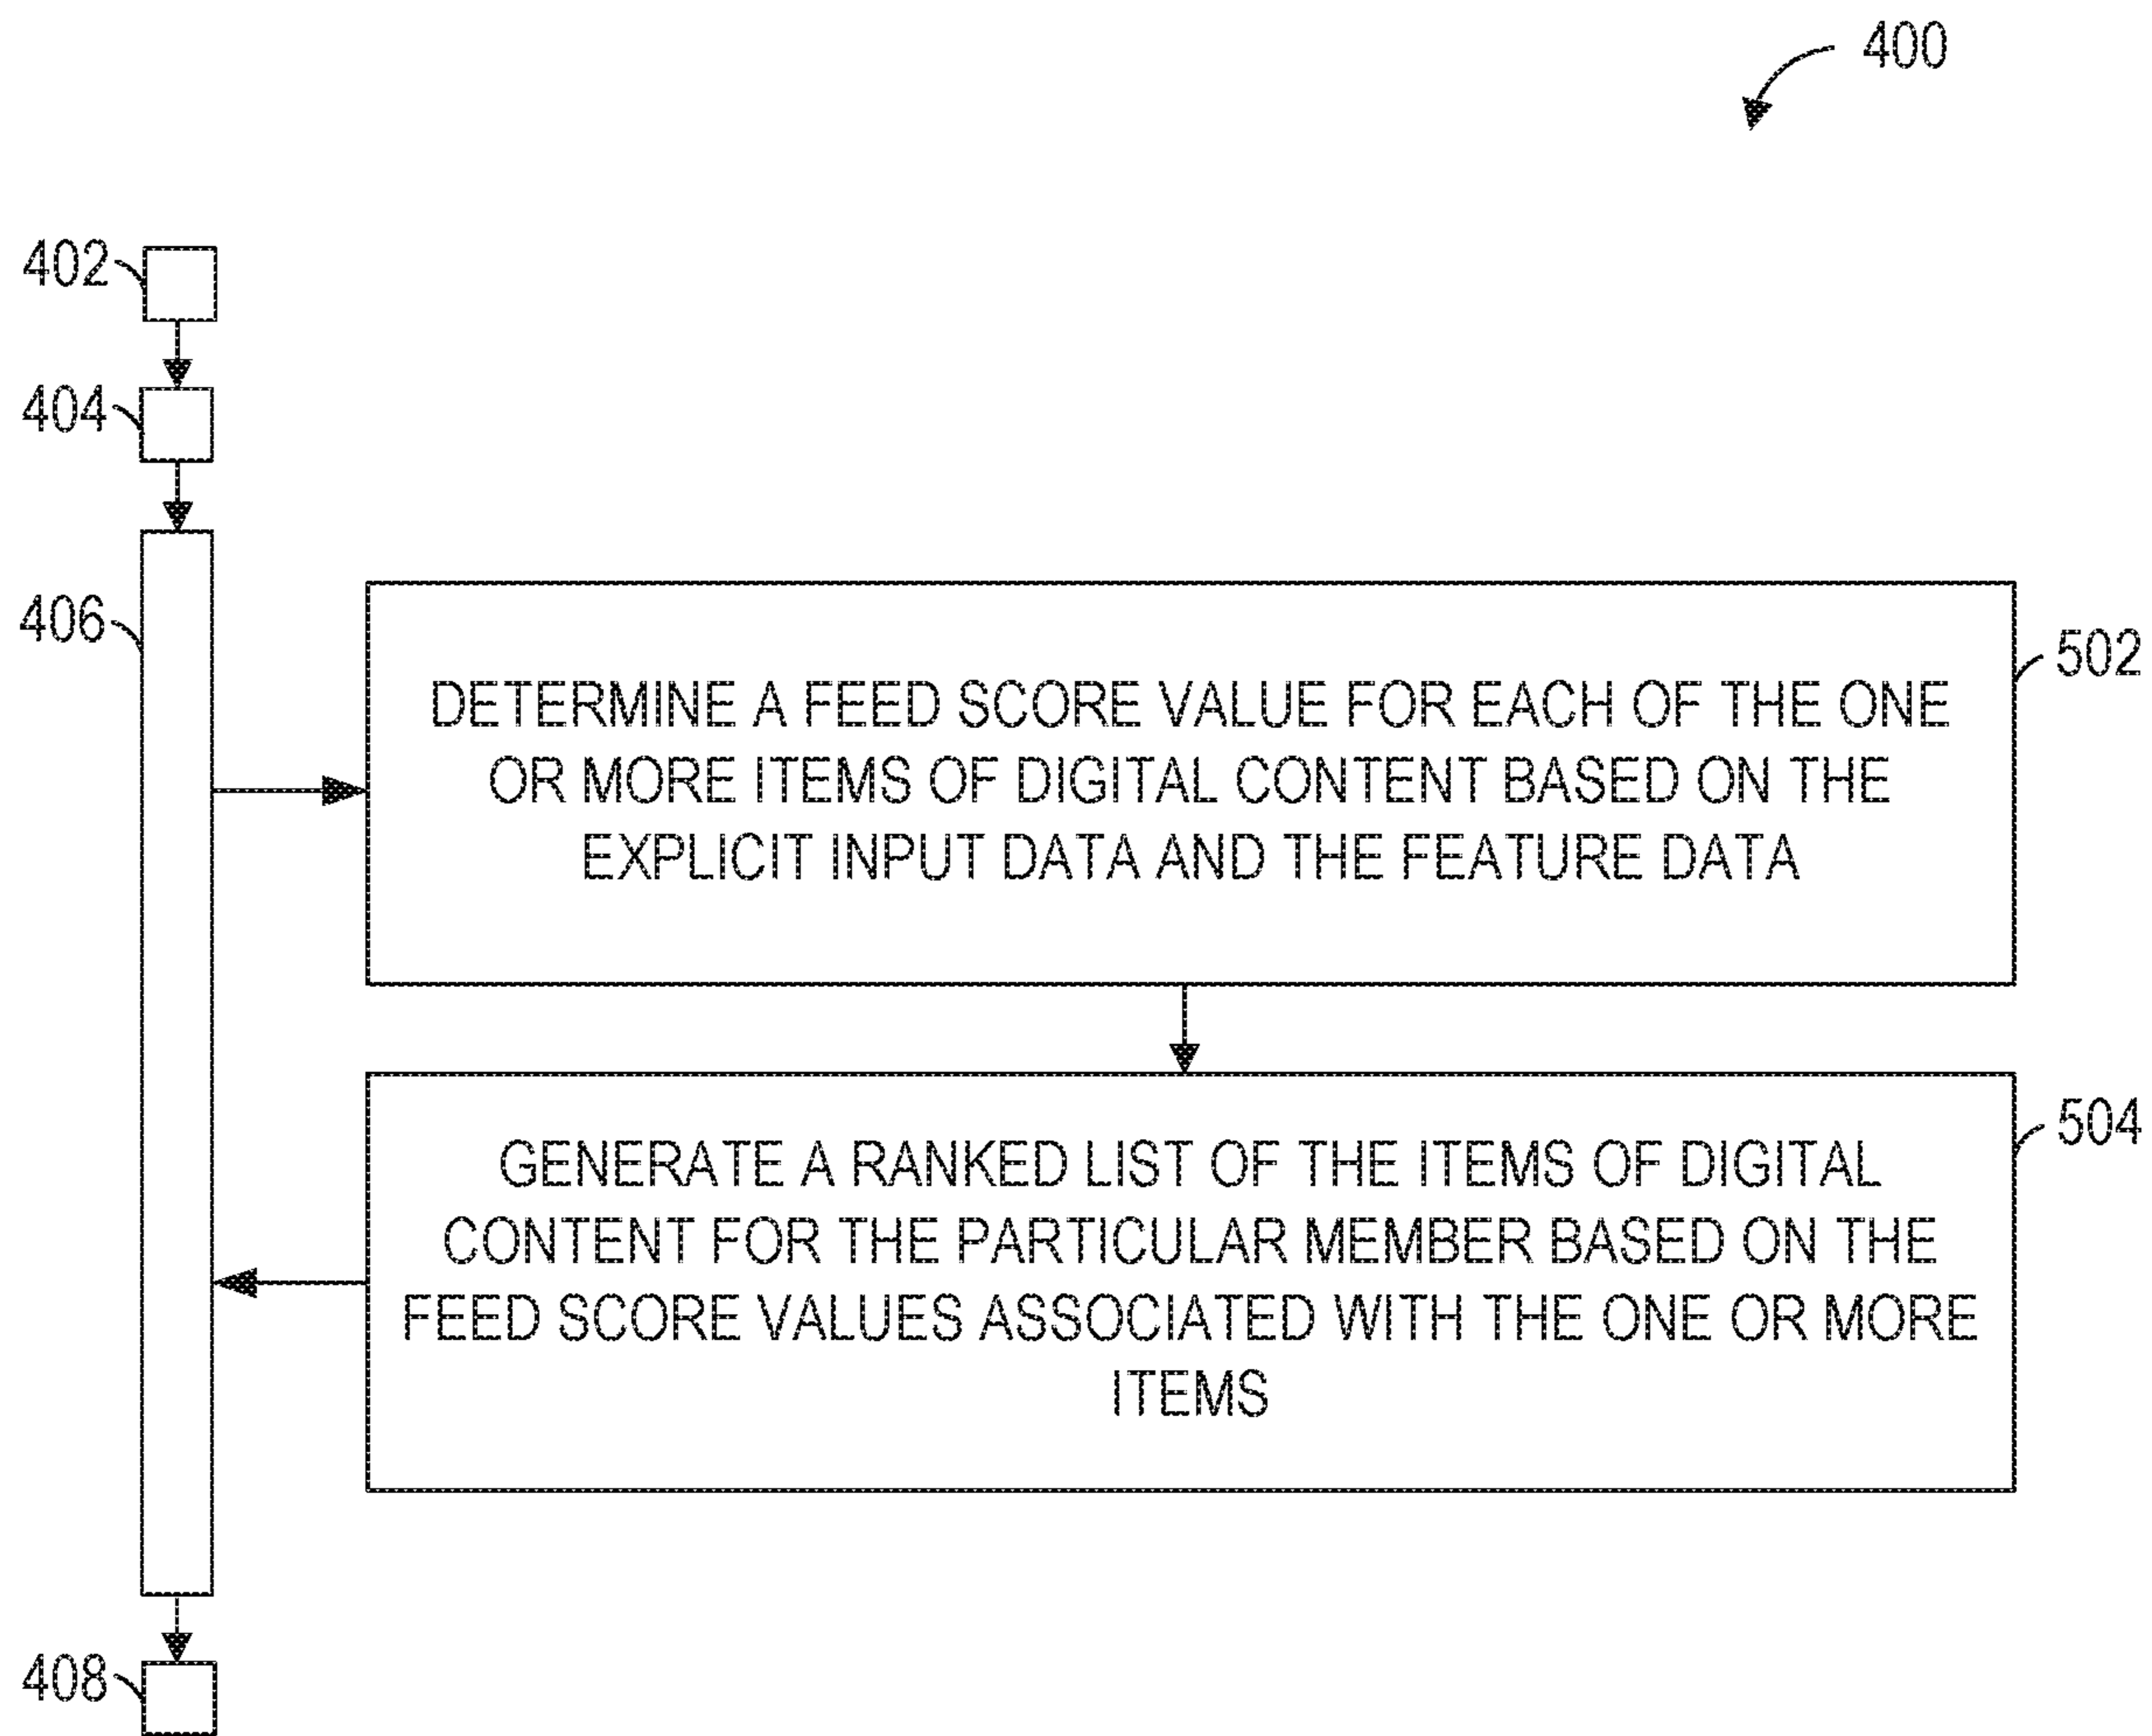 400
402
404
406
502
DETERMINE A FEED SCORE VALUE FOR EACH OF THE ONE
OR MORE ITEMS OF DIGITAL CONTENT BASED ON THE
EXPLICIT INPUT DATA AND THE FEATURE DATA
504
GENERATE A RANKED LIST OF THE ITEMS OF DIGITAL
CONTENT FOR THE PARTICULAR MEMBER BASED ON THE
FEED SCORE VALUES ASSOCIATED WITH THE ONE OR MORE
ITEMS
408